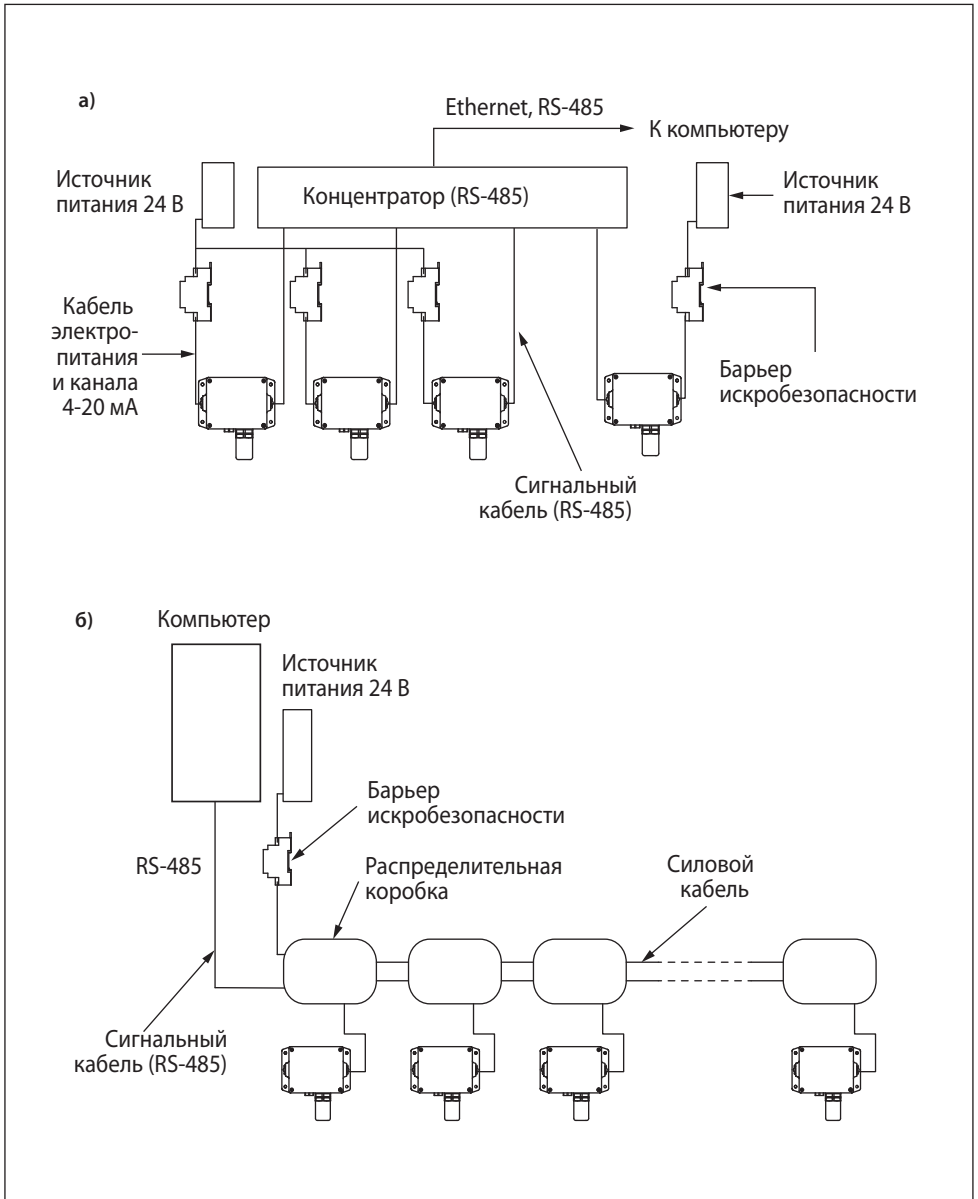 а)
Ethernet, RS-485
К компьютеру
Источник
питания 24 В
Концентратор (RS-485)
Источник
питания 24 В
Кабель
электро-
питания
и канала
4-20 мА
Барьер
искробезопасности
Сигнальный
кабель (RS-485)
б)
Компьютер
Источник
питания 24 В
Барьер
искробезопасности
RS-485
Распределительная
коробка
Силовой
кабель
Сигнальный
кабель (RS-485)